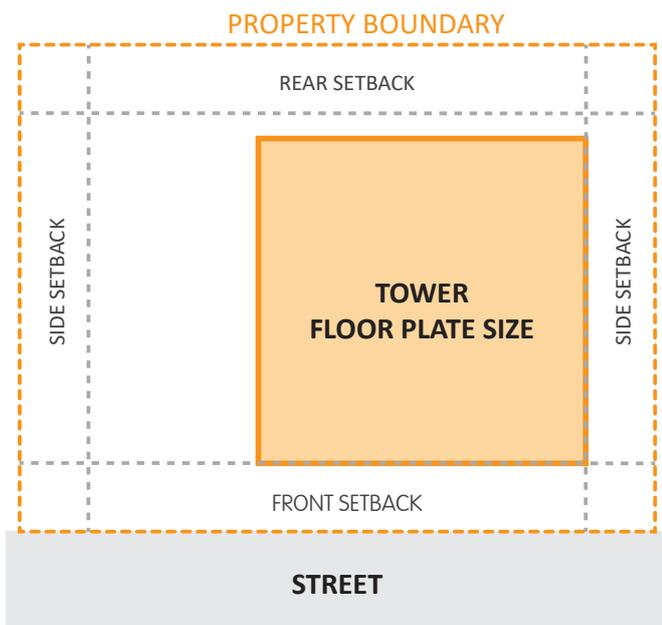 PROPERTY BOUNDARY
REAR SETBACK
SIDE SETBACK
TOWER
FLOOR PLATE SIZE
SIDE SETBACK
FRONT SETBACK
STREET